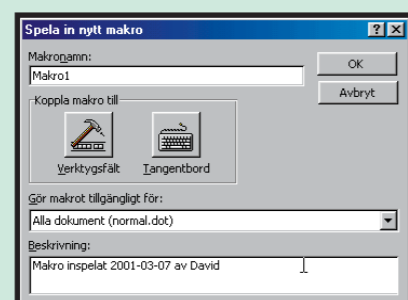 Spela in nytt makro
Makronamn:
Makro1
OK
Avbryt
Koppla makro till
Verktygsfält Tangentbord
Gör makrot tillgängligt för:
Alla dokument (normal.dot)
Beskrivning:
Makro inspelat 2001-03-07 av David